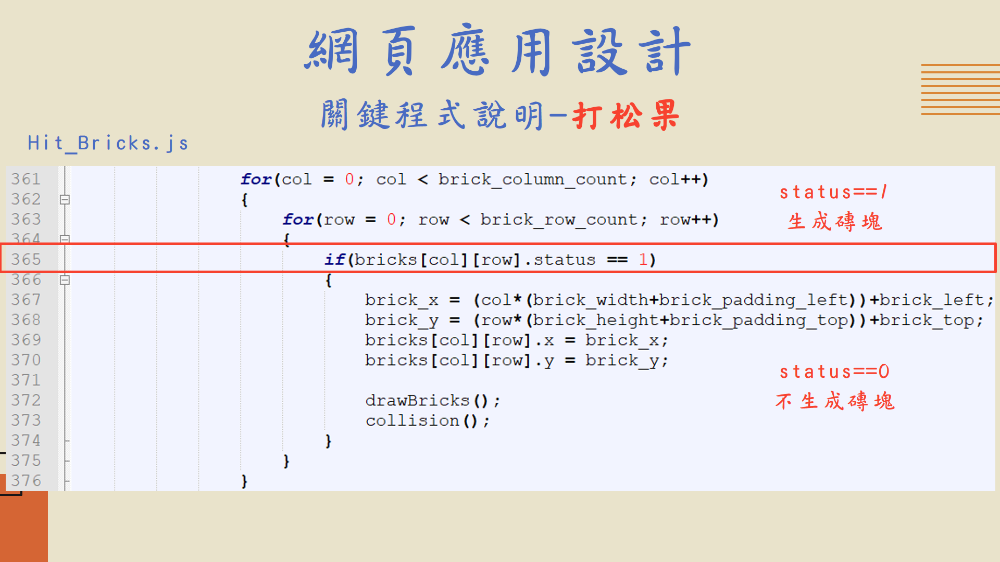 網頁應用設計
關鍵程式說明-打松果
Hit_Bricks.js
361 for(col = 0; col < brick_column_count; col++)
362 {
363 for(row = 0; row < brick_row_count; row++)
364 {
365 if(bricks[col][row].status == 1)
366 {
367 brick_x = (col*(brick_width+brick_padding_left))+brick_left;
368 brick_y = (row*(brick_height+brick_padding_top))+brick_top;
369 bricks[col][row].x = brick_x;
370 bricks[col][row].y = brick_y;
371
372 drawBricks();
373 collision();
374 }
375 }
376 }
status==1
生成磚塊
status==0
不生成磚塊